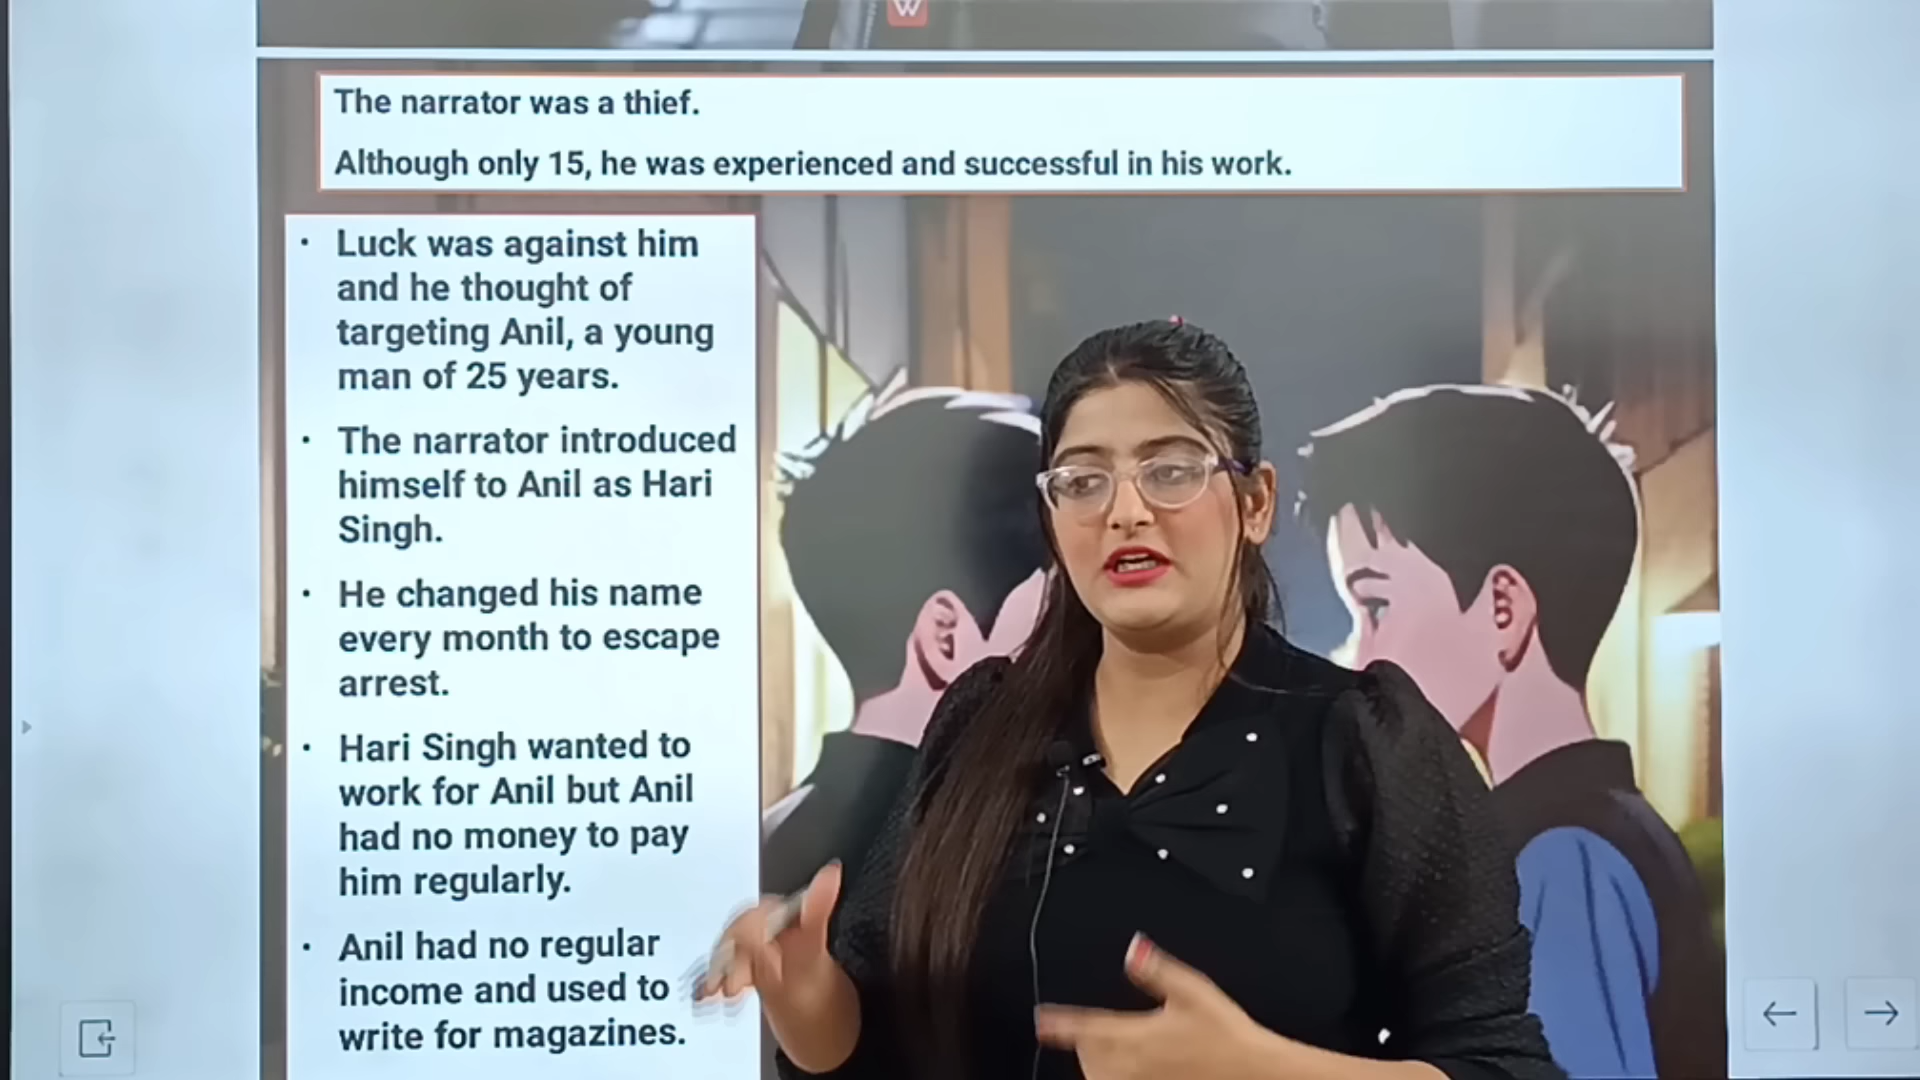 W
The narrator was a thief.
Although only 15, he was experienced and successful in his work.
• Luck was against him
and he thought of
targeting Anil, a young
man of 25 years.
• The narrator introduced
himself to Anil as Hari
Singh.
• He changed his name
every month to escape
arrest.
• Hari Singh wanted to
work for Anil but Anil
had no money to pay
him regularly.
• Anil had no regular
income and used to
write for magazines.